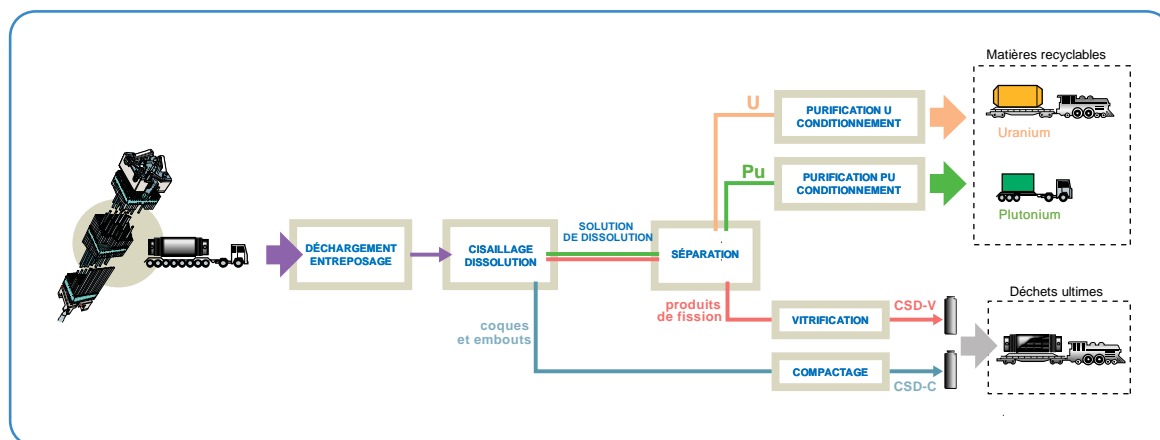 Matières recyclables
U
PURIFICATION U
CONDITIONNEMENT
Uranium
Pu
PURIFICATION PU
CONDITIONNEMENT
Plutonium
DÉCHARGEMENT
ENTREPOSAGE
CISAILLAGE
DISSOLUTION
SOLUTION
DE DISSOLUTION
SÉPARATION
produits
de fission
coques
et embouts
VITRIFICATION
CSD-V
COMPACTAGE
CSD-C
Déchets ultimes